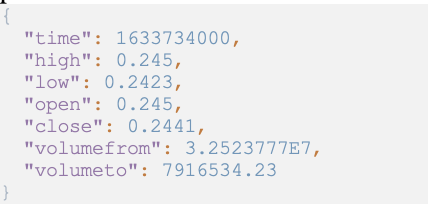 {
"time": 1633734000,
"high": 0.245,
"low": 0.2423,
"open": 0.245,
"close": 0.2441,
"volumefrom": 3.2523777E7,
"volumeto": 7916534.23
}